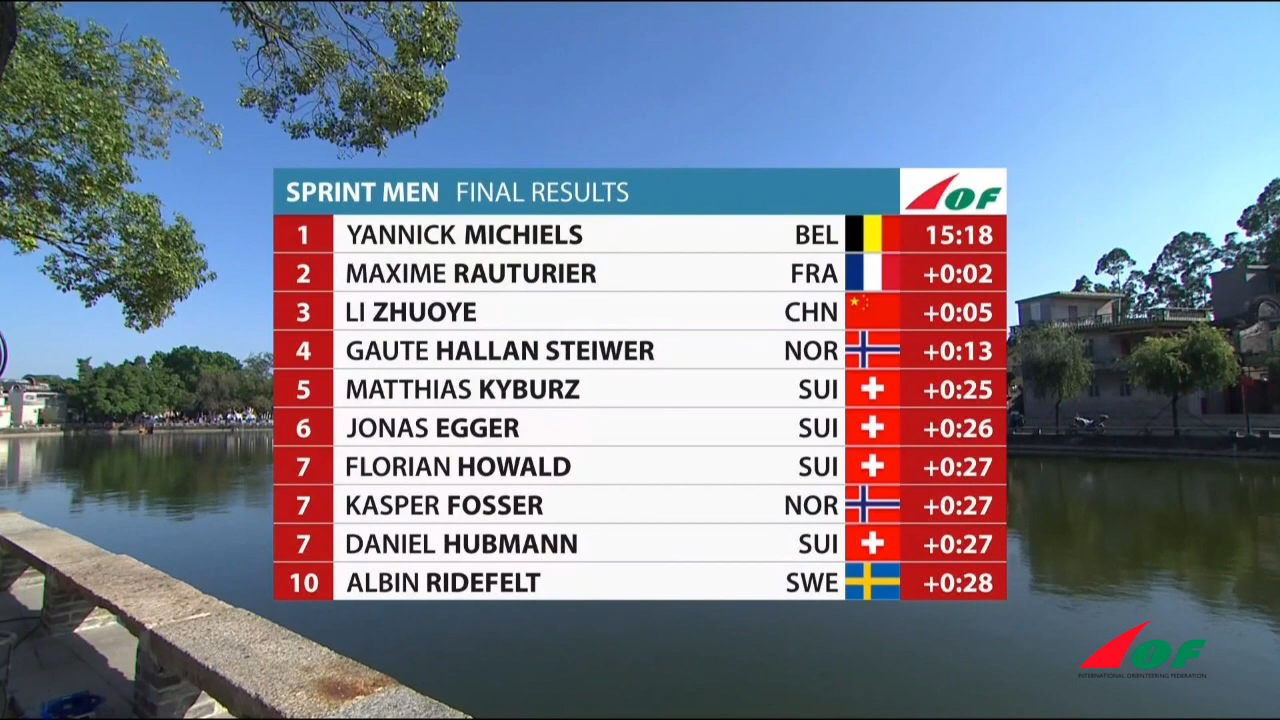 SPRINT MEN FINAL RESULTS IOF
1 YANNICK MICHIELS BEL 15:18
2 MAXIME RAUTURIER FRA +0:02
3 LI ZHUOYE CHN +0:05
4 GAUTE HALLAN STEIWER NOR +0:13
5 MATTHIAS KYBURZ SUI +0:25
6 JONAS EGGER SUI +0:26
7 FLORIAN HOWALD SUI +0:27
7 KASPER FOSSER NOR +0:27
7 DANIEL HUBMANN SUI +0:27
10 ALBIN RIDEFELT SWE +0:28
IOF
INTERNATIONAL ORIENTEERING FEDERATION